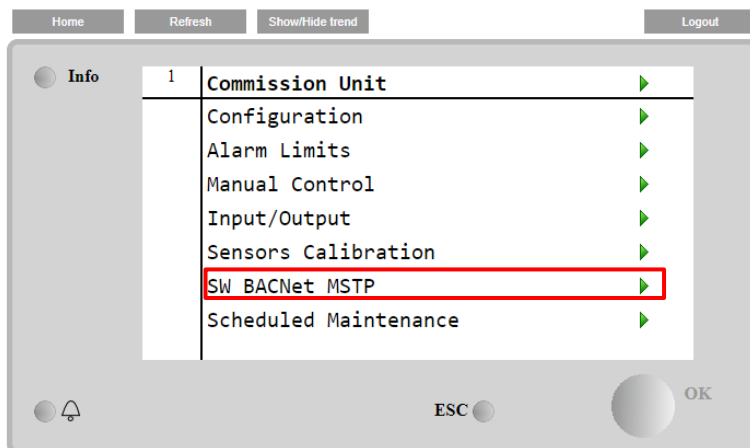 Home Refresh Show/Hide trend Logout
Info
1 Commission Unit
Configuration
Alarm Limits
Manual Control
Input/Output
Sensors Calibration
SW BACNet MSTP
Scheduled Maintenance
OK
ESC